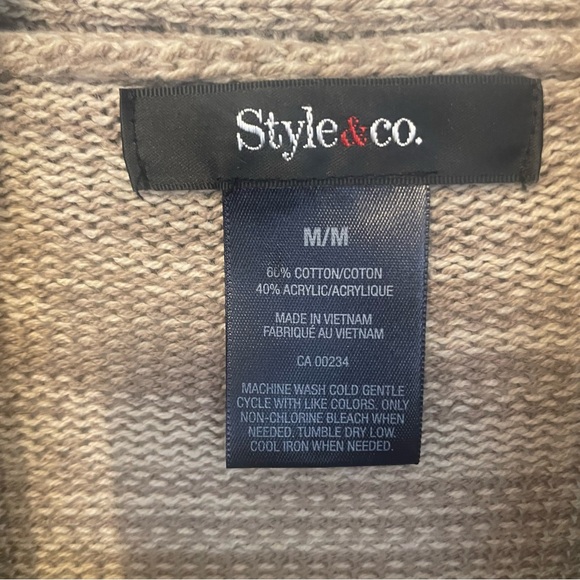 Style&co.
M/M
60% COTTON/COTON
40% ACRYLIC/ACRYLIQUE
MADE IN VIETNAM
FABRIQUÉ AU VIETNAM
CA 00234
MACHINE WASH COLD GENTLE
CYCLE WITH LIKE COLORS. ONLY
NON-CHLORINE BLEACH WHEN
NEEDED. TUMBLE DRY LOW.
COOL IRON WHEN NEEDED.